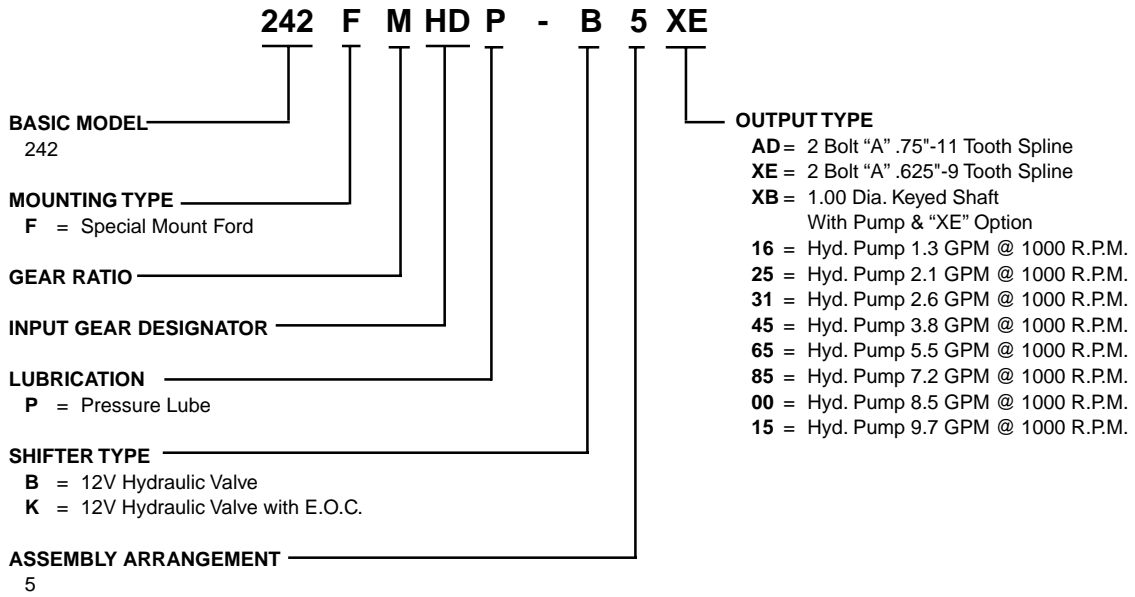 242 F M HD P - B 5 XE
BASIC MODEL
242
MOUNTING TYPE
F = Special Mount Ford
GEAR RATIO
INPUT GEAR DESIGNATOR
LUBRICATION
P = Pressure Lube
SHIFTER TYPE
B = 12V Hydraulic Valve
K = 12V Hydraulic Valve with E.O.C.
ASSEMBLY ARRANGEMENT
5
OUTPUT TYPE
AD = 2 Bolt “A” .75"-11 Tooth Spline
XE = 2 Bolt “A” .625"-9 Tooth Spline
XB = 1.00 Dia. Keyed Shaft
With Pump & “XE” Option
16 = Hyd. Pump 1.3 GPM @ 1000 R.P.M.
25 = Hyd. Pump 2.1 GPM @ 1000 R.P.M.
31 = Hyd. Pump 2.6 GPM @ 1000 R.P.M.
45 = Hyd. Pump 3.8 GPM @ 1000 R.P.M.
65 = Hyd. Pump 5.5 GPM @ 1000 R.P.M.
85 = Hyd. Pump 7.2 GPM @ 1000 R.P.M.
00 = Hyd. Pump 8.5 GPM @ 1000 R.P.M.
15 = Hyd. Pump 9.7 GPM @ 1000 R.P.M.